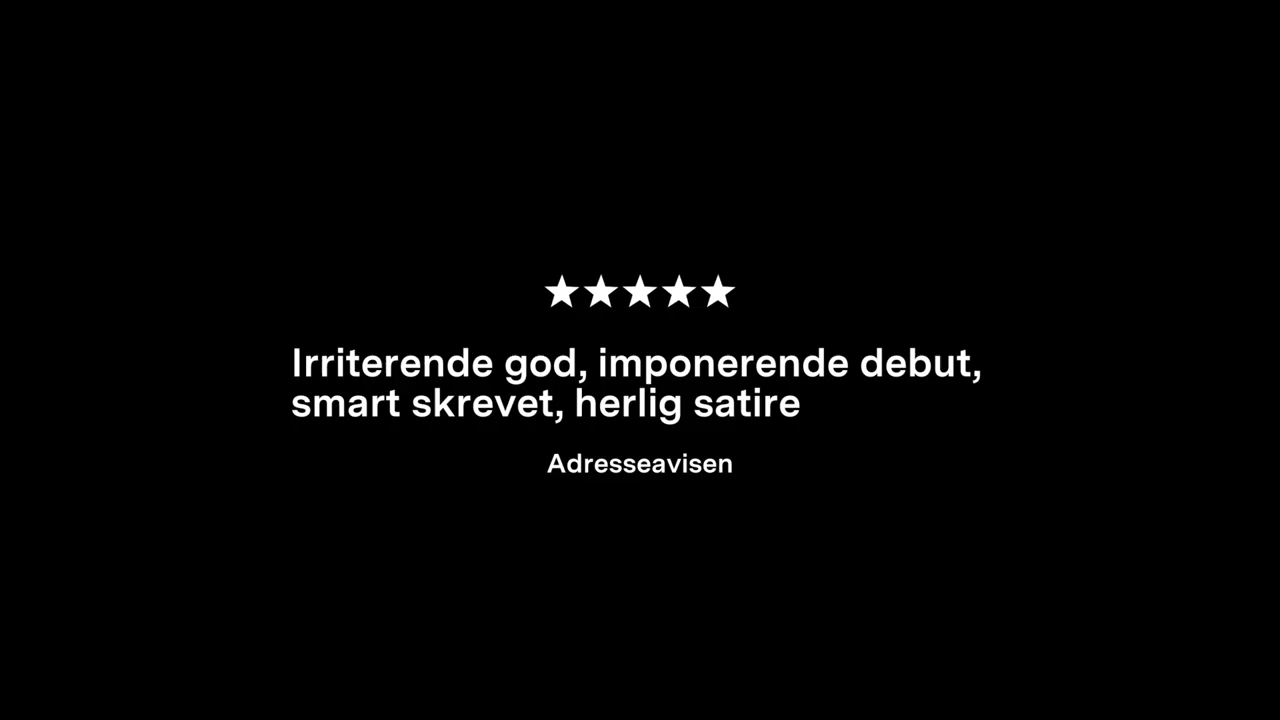 ★★★★★
Irriterende god, imponerende debut,
smart skrevet, herlig satire
Adresseavisen